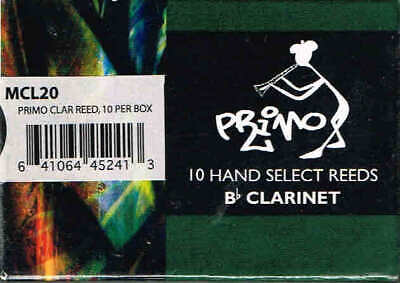 MCL20
PRIMO CLAR REED, 10 PER BOX
6 41064 45241 3
PRIMO
10 HAND SELECT REEDS
B♭ CLARINET